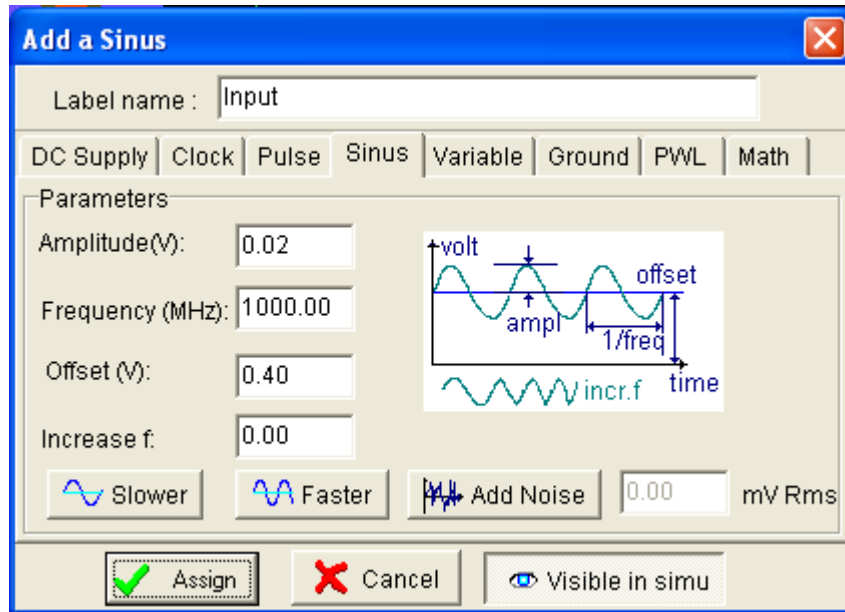 Add a Sinus
Label name : Input
DC Supply Clock Pulse Sinus Variable Ground PWL Math
Parameters
Amplitude(V): 0.02
Frequency (MHz): 1000.00
Offset (V): 0.40
Increase f: 0.00
volt
offset
ampl
1/freq
time
incr.f
Slower Faster Add Noise 0.00 mV Rms
Assign Cancel Visible in simu